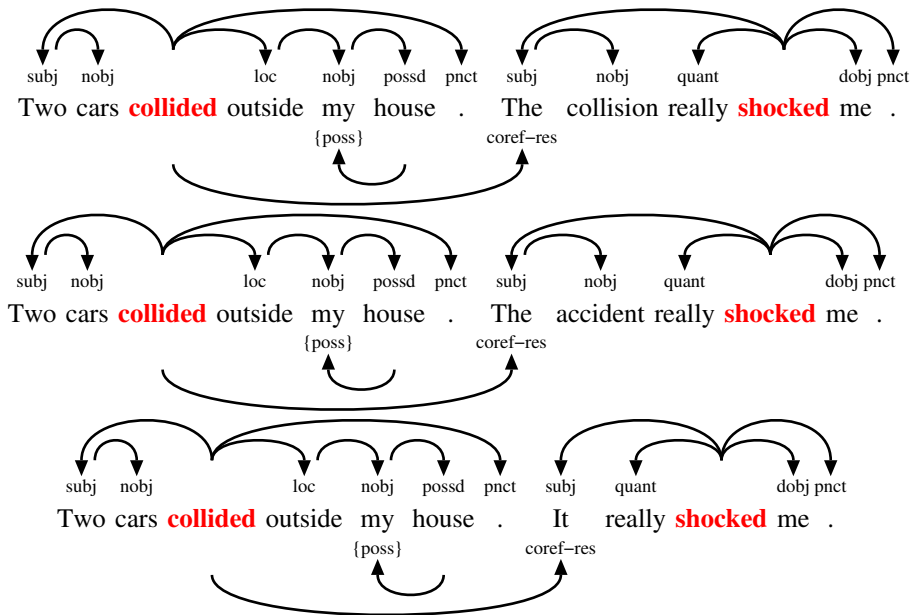 subj nobj loc nobj possd pnct subj nobj quant dobj pnct
Two cars collided outside my house . The collision really shocked me .
{poss} coref−res
subj nobj loc nobj possd pnct subj nobj quant dobj pnct
Two cars collided outside my house . The accident really shocked me .
{poss} coref−res
subj nobj loc nobj possd pnct subj quant dobj pnct
Two cars collided outside my house . It really shocked me .
{poss} coref−res